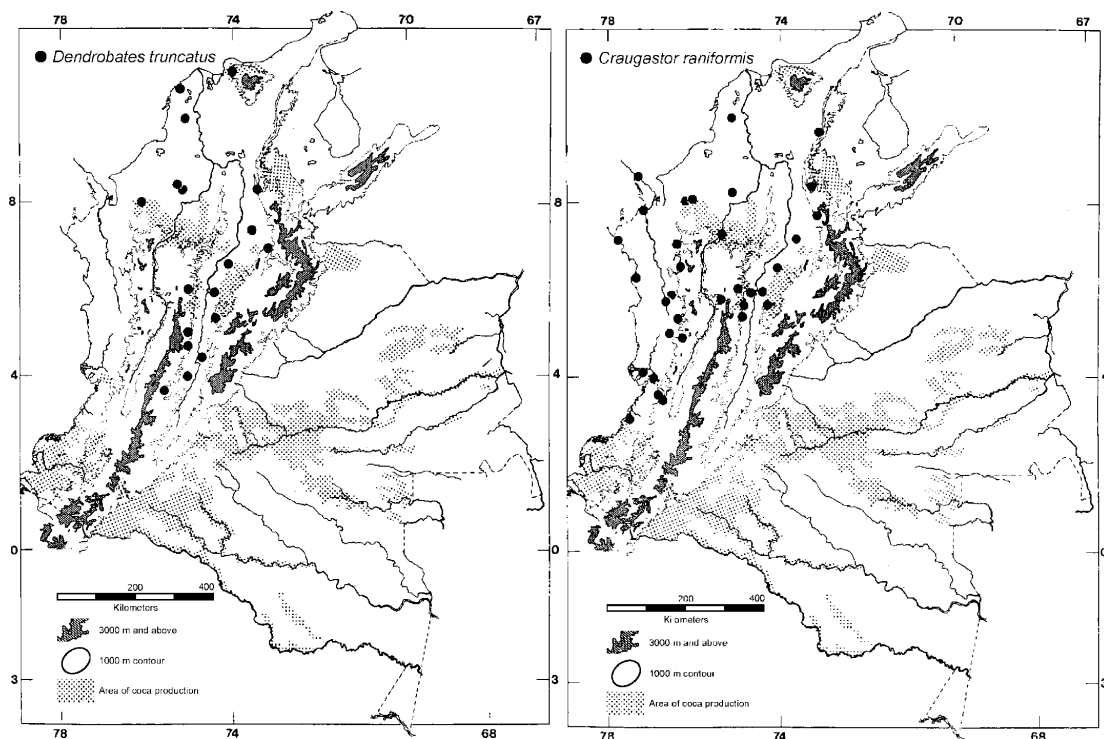 78 74 70 67
● Dendrobates truncatus
8
4
0
3
200 400
Kilometers
3000 m and above
1000 m contour
Area of coca production
78 74 68
78 74 70 67
● Craugastor raniformis
8
4
0
3
200 400
Kilometers
3000 m and above
1000 m contour
Area of coca production
78 74 68